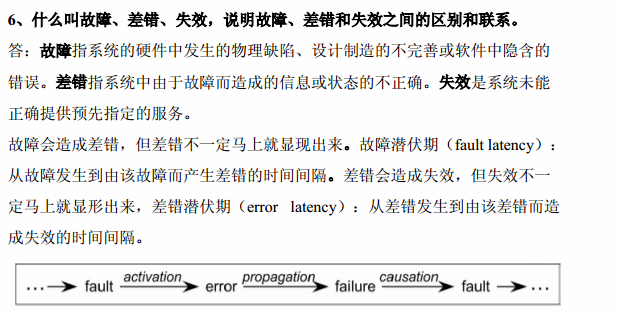 6、什么叫故障、差错、失效，说明故障、差错和失效之间的区别和联系。
答：故障指系统的硬件中发生的物理缺陷、设计制造的不完善或软件中隐含的
错误。差错指系统中由于故障而造成的信息或状态的不正确。失效是系统未能
正确提供预先指定的服务。
故障会造成差错，但差错不一定马上就显现出来。故障潜伏期（fault latency）：
从故障发生到由该故障而产生差错的时间间隔。差错会造成失效，但失效不一
定马上就显形出来，差错潜伏期（error latency）：从差错发生到由该差错而造
成失效的时间间隔。
… → fault activation → error propagation → failure causation → fault → …